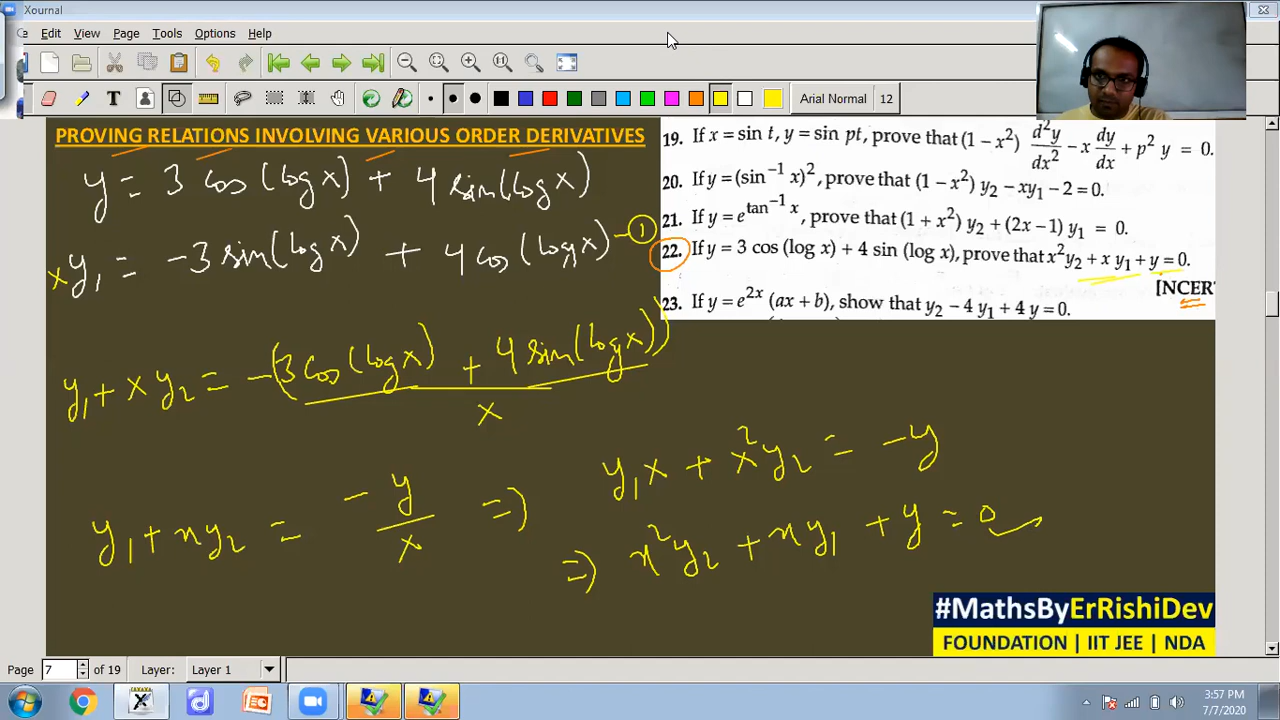 Xournal
Edit View Page Tools Options Help
T Arial Normal 12
PROVING RELATIONS INVOLVING VARIOUS ORDER DERIVATIVES
y = 3 cos(log x) + 4 sin(log x)
xy₁ = -3 sin(log x) + 4 cos(log x) -①
y₁ + xy₂ = -(3 cos(log x) + 4 sin(log x))/x
y₁ + xy₂ = -y/x ⇒ y₁x + x²y₂ = -y
⇒ x²y₂ + xy₁ + y = 0
19. If x = sin t, y = sin pt, prove that (1 – x²) d²y/dx² – x dy/dx + p² y = 0.
20. If y = (sin⁻¹ x)², prove that (1 – x²) y₂ – xy₁ – 2 = 0.
21. If y = e^(tan⁻¹ x), prove that (1 + x²) y₂ + (2x – 1) y₁ = 0.
22. If y = 3 cos (log x) + 4 sin (log x), prove that x²y₂ + x y₁ + y = 0.
[NCER
23. If y = e^(2x) (ax + b), show that y₂ – 4 y₁ + 4 y = 0.
#MathsByErRishiDev
FOUNDATION | IIT JEE | NDA
Page 7 of 19 Layer: Layer 1
3:57 PM
7/7/2020